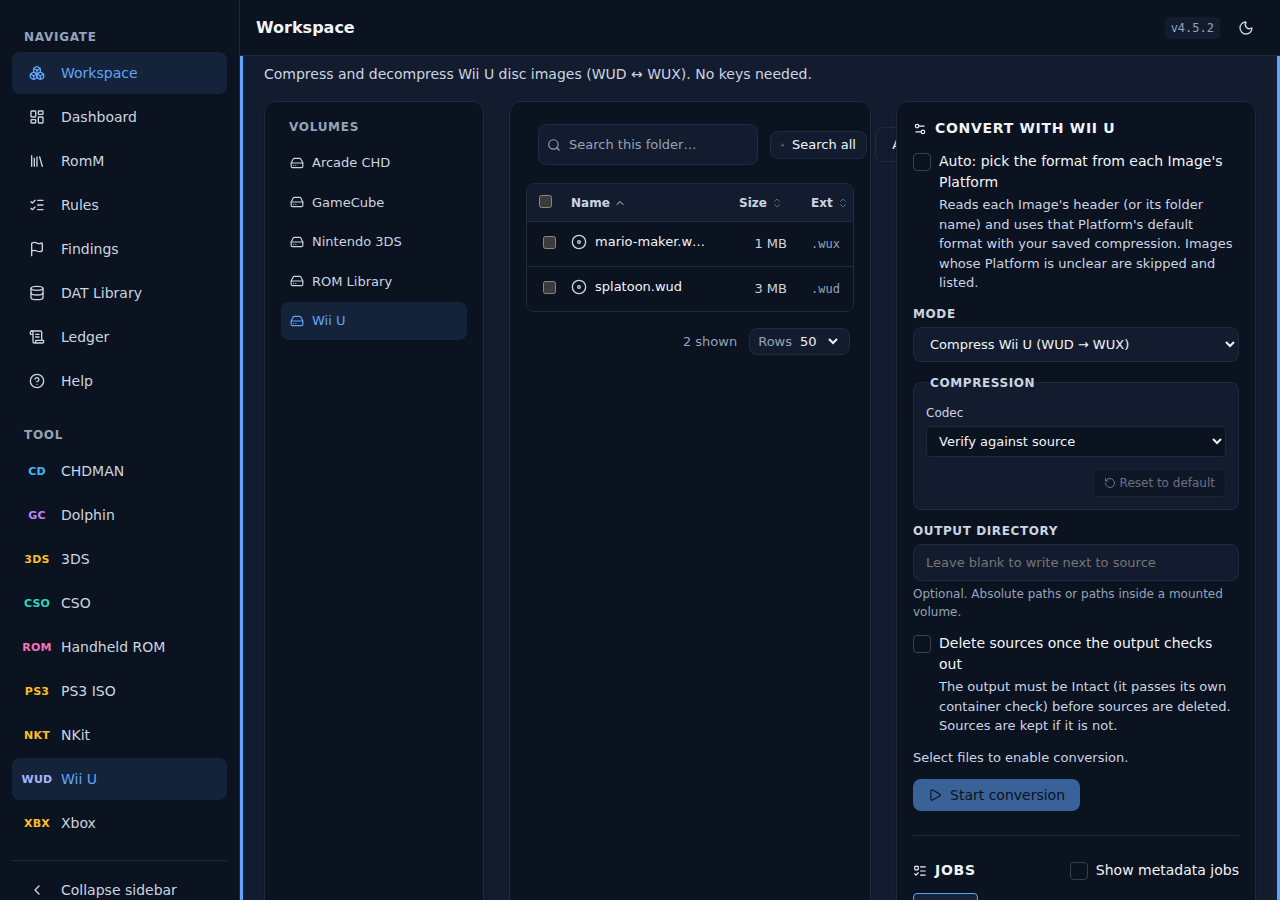 NAVIGATE
Workspace
Dashboard
RomM
Rules
Findings
DAT Library
Ledger
Help
TOOL
CD CHDMAN
GC Dolphin
3DS 3DS
CSO CSO
ROM Handheld ROM
PS3 PS3 ISO
NKT NKit
WUD Wii U
XBX Xbox
Collapse sidebar
Workspace
v4.5.2
Compress and decompress Wii U disc images (WUD ↔ WUX). No keys needed.
VOLUMES
Arcade CHD
GameCube
Nintendo 3DS
ROM Library
Wii U
Search this folder…
Search all
Name Size Ext
mario-maker.w… 1 MB .wux
splatoon.wud 3 MB .wud
2 shown Rows 50
CONVERT WITH WII U
Auto: pick the format from each Image's
Platform
Reads each Image's header (or its folder
name) and uses that Platform's default
format with your saved compression. Images
whose Platform is unclear are skipped and
listed.
MODE
Compress Wii U (WUD → WUX)
COMPRESSION
Codec
Verify against source
Reset to default
OUTPUT DIRECTORY
Leave blank to write next to source
Optional. Absolute paths or paths inside a mounted
volume.
Delete sources once the output checks
out
The output must be Intact (it passes its own
container check) before sources are deleted.
Sources are kept if it is not.
Select files to enable conversion.
Start conversion
JOBS
Show metadata jobs